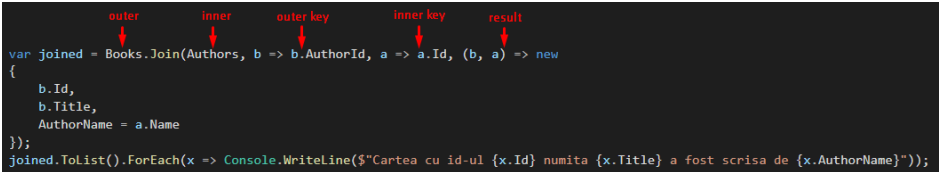 outer inner outer key inner key result
var joined = Books.Join(Authors, b => b.AuthorId, a => a.Id, (b, a) => new
{
    b.Id,
    b.Title,
    AuthorName = a.Name
});
joined.ToList().ForEach(x => Console.WriteLine($"Cartea cu id-ul {x.Id} numita {x.Title} a fost scrisa de {x.AuthorName}"));